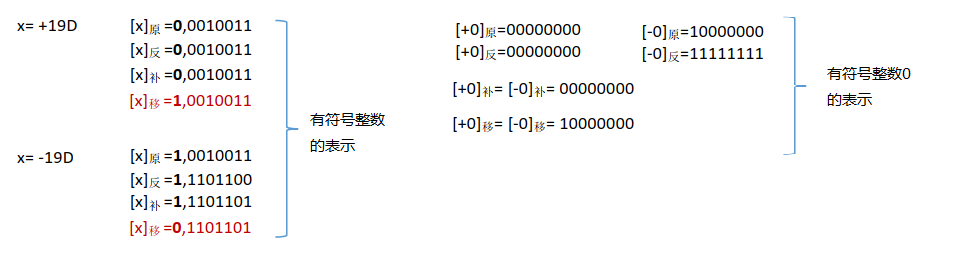 x= +19D
[x]原 =0,0010011
[x]反 =0,0010011
[x]补 =0,0010011
[x]移 =1,0010011
x= -19D
[x]原 =1,0010011
[x]反 =1,1101100
[x]补 =1,1101101
[x]移 =0,1101101
有符号整数
的表示
[+0]原=00000000
[-0]原=10000000
[+0]反=00000000
[-0]反=11111111
[+0]补= [-0]补= 00000000
[+0]移= [-0]移= 10000000
有符号整数0
的表示